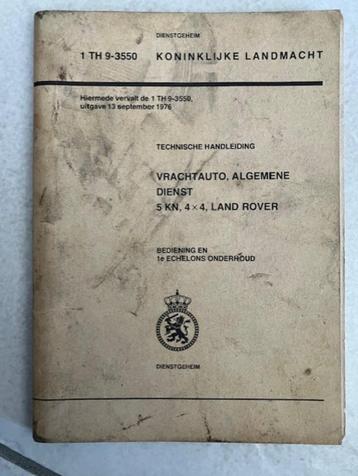 DIENSTGEHEIM
1 TH 9-3550 KONINKLIJKE LANDMACHT
Hiermede vervalt de 1 TH 9-3550,
uitgave 13 september 1976
TECHNISCHE HANDLEIDING
VRACHTAUTO, ALGEMENE
DIENST
5 KN, 4×4, LAND ROVER
BEDIENING EN
1e ECHELONS ONDERHOUD
DIENSTGEHEIM